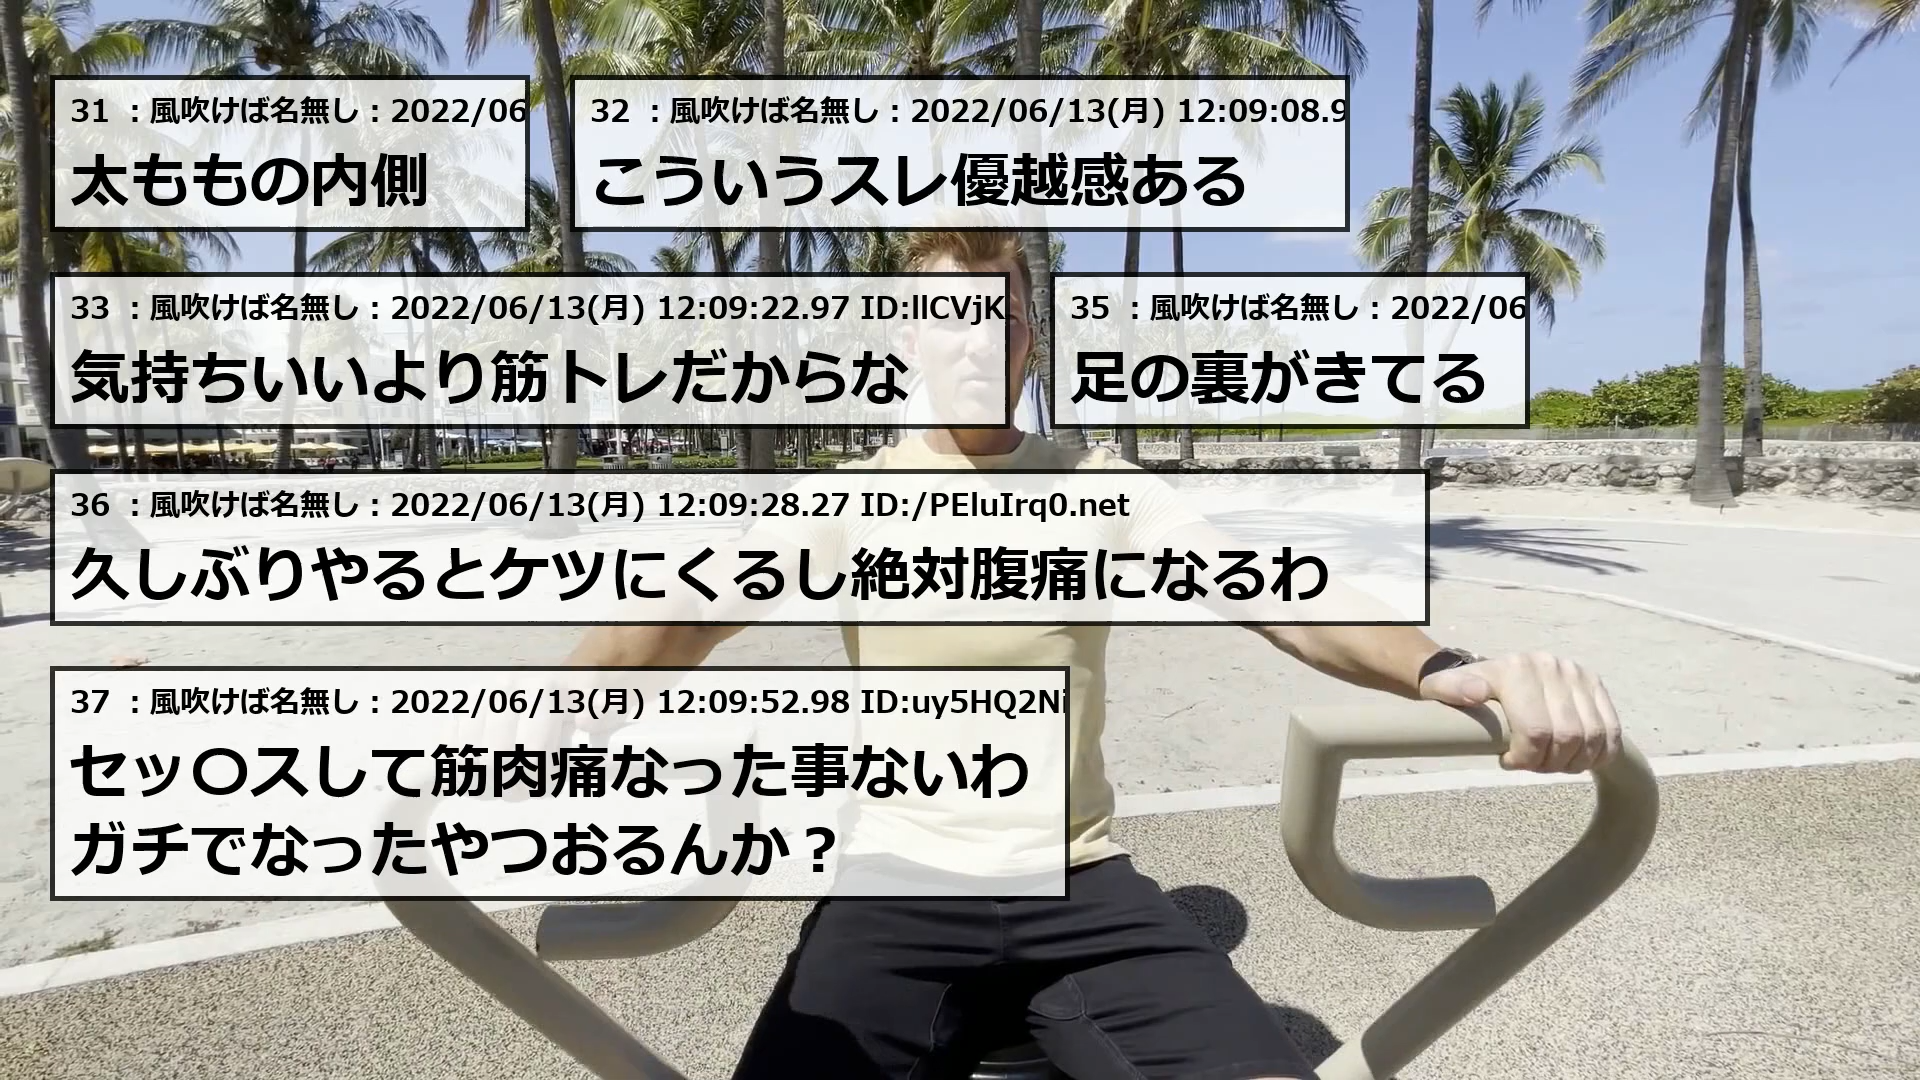 31 ：風吹けば名無し：2022/06
太ももの内側
32 ：風吹けば名無し：2022/06/13(月) 12:09:08.9
こういうスレ優越感ある
33 ：風吹けば名無し：2022/06/13(月) 12:09:22.97 ID:llCVjK
気持ちいいより筋トレだからな
35 ：風吹けば名無し：2022/06
足の裏がきてる
36 ：風吹けば名無し：2022/06/13(月) 12:09:28.27 ID:/PEluIrq0.net
久しぶりやるとケツにくるし絶対腹痛になるわ
37 ：風吹けば名無し：2022/06/13(月) 12:09:52.98 ID:uy5HQ2Ni
セッ〇スして筋肉痛なった事ないわ
ガチでなったやつおるんか？